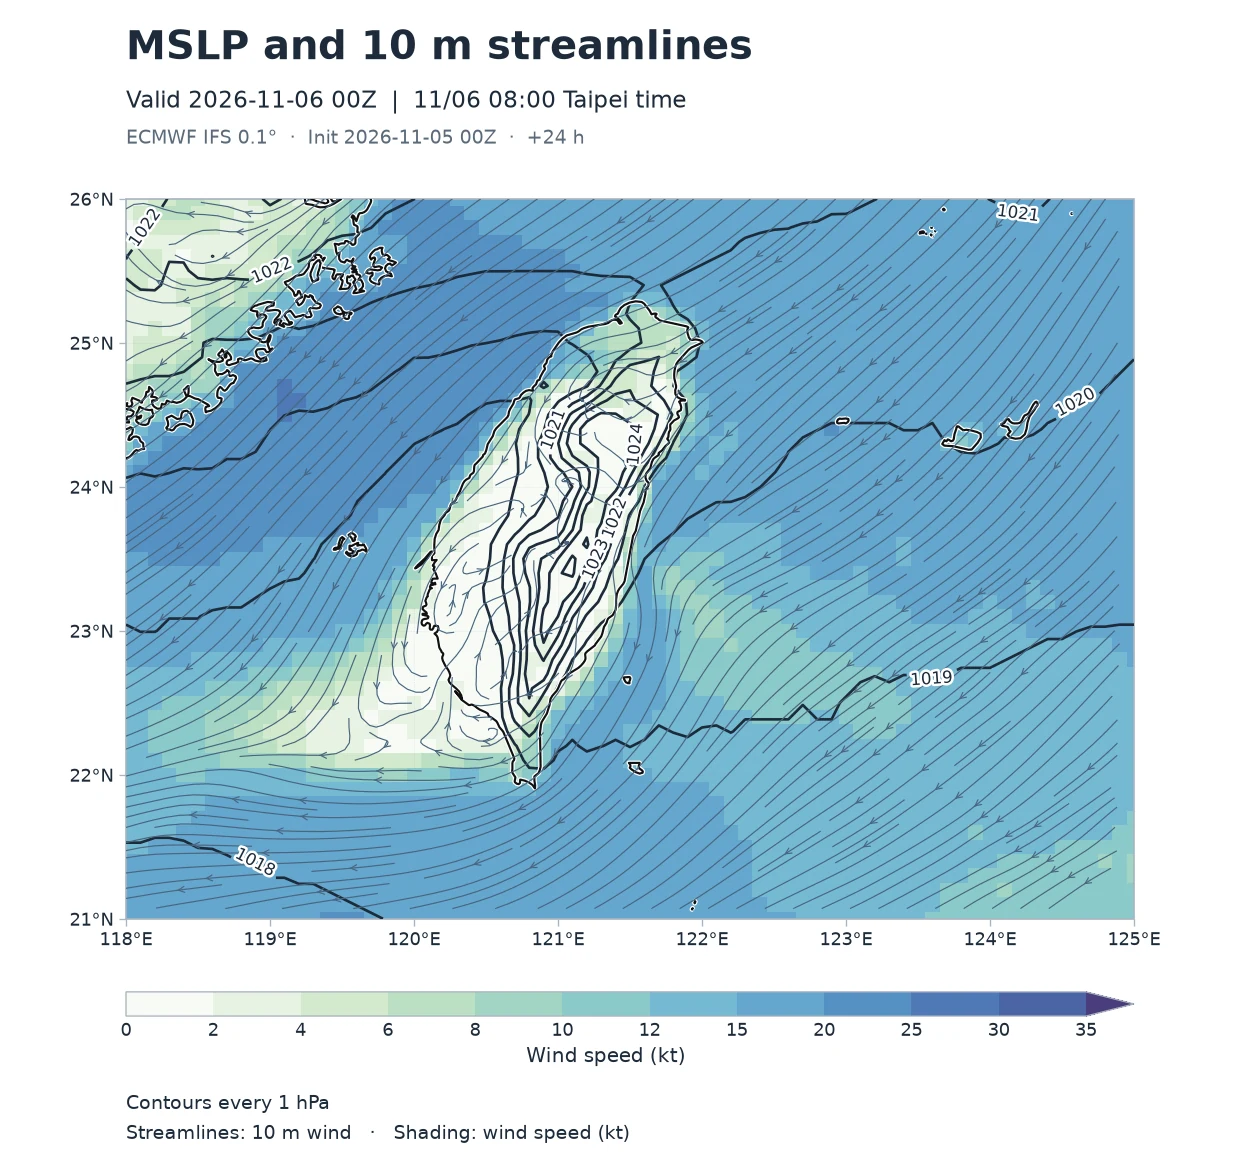 MSLP and 10 m streamlines
Valid 2026-11-06 00Z | 11/06 08:00 Taipei time
ECMWF IFS 0.1° · Init 2026-11-05 00Z · +24 h
26°N
25°N
24°N
23°N
22°N
21°N
1022
1022
1021
1020
1021
1024
1022
1023
1019
1018
118°E 119°E 120°E 121°E 122°E 123°E 124°E 125°E
0 2 4 6 8 10 12 15 20 25 30 35
Wind speed (kt)
Contours every 1 hPa
Streamlines: 10 m wind · Shading: wind speed (kt)